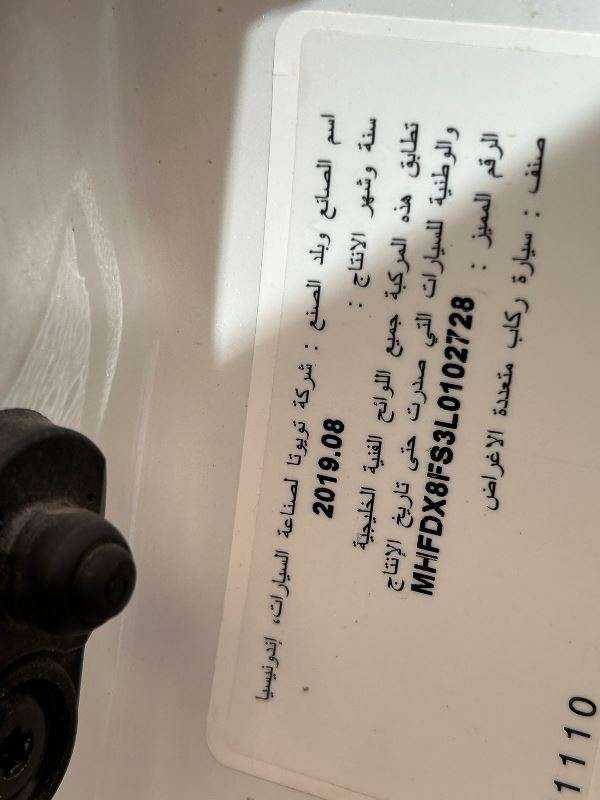 اسم الصانع وبلد الصنع : شركة تويوتا لصناعة السيارات، إندونيسيا
سنة وشهر الانتاج : 2019.08
تطابق هذه المركبة جميع اللوائح الفنية الخليجية
والوطنية للسيارات التي صدرت حتى تاريخ الإنتاج
الرقم المميز : MHFDX8FS3L0102728
صنف : سيارة ركاب متعددة الاغراض
1110